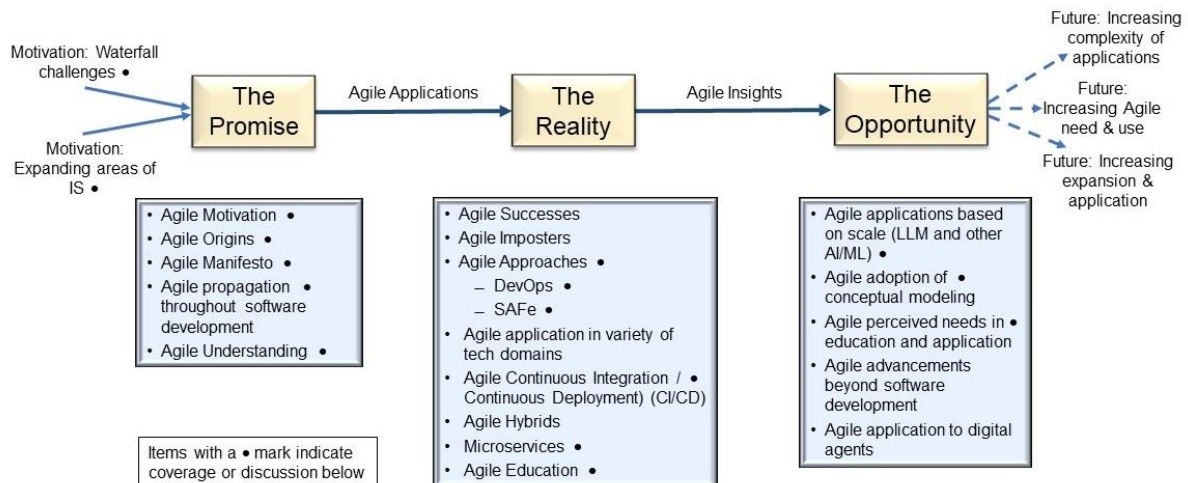 Motivation: Waterfall
challenges ●
Motivation:
Expanding areas of
IS ●
The
Promise
Agile Applications
The
Reality
Agile Insights
The
Opportunity
Future: Increasing
complexity of
applications
Future:
Increasing Agile
need & use
Future: Increasing
expansion &
application
• Agile Motivation ●
• Agile Origins ●
• Agile Manifesto ●
• Agile propagation ●
throughout software
development
• Agile Understanding ●
Items with a ● mark indicate
coverage or discussion below
• Agile Successes
• Agile Imposters
• Agile Approaches ●
– DevOps ●
– SAFe ●
• Agile application in variety of
tech domains
• Agile Continuous Integration / ●
Continuous Deployment) (CI/CD)
• Agile Hybrids
• Microservices ●
• Agile Education ●
• Agile applications based
on scale (LLM and other
AI/ML) ●
• Agile adoption of ●
conceptual modeling
• Agile perceived needs in ●
education and application
• Agile advancements
beyond software
development
• Agile application to digital
agents